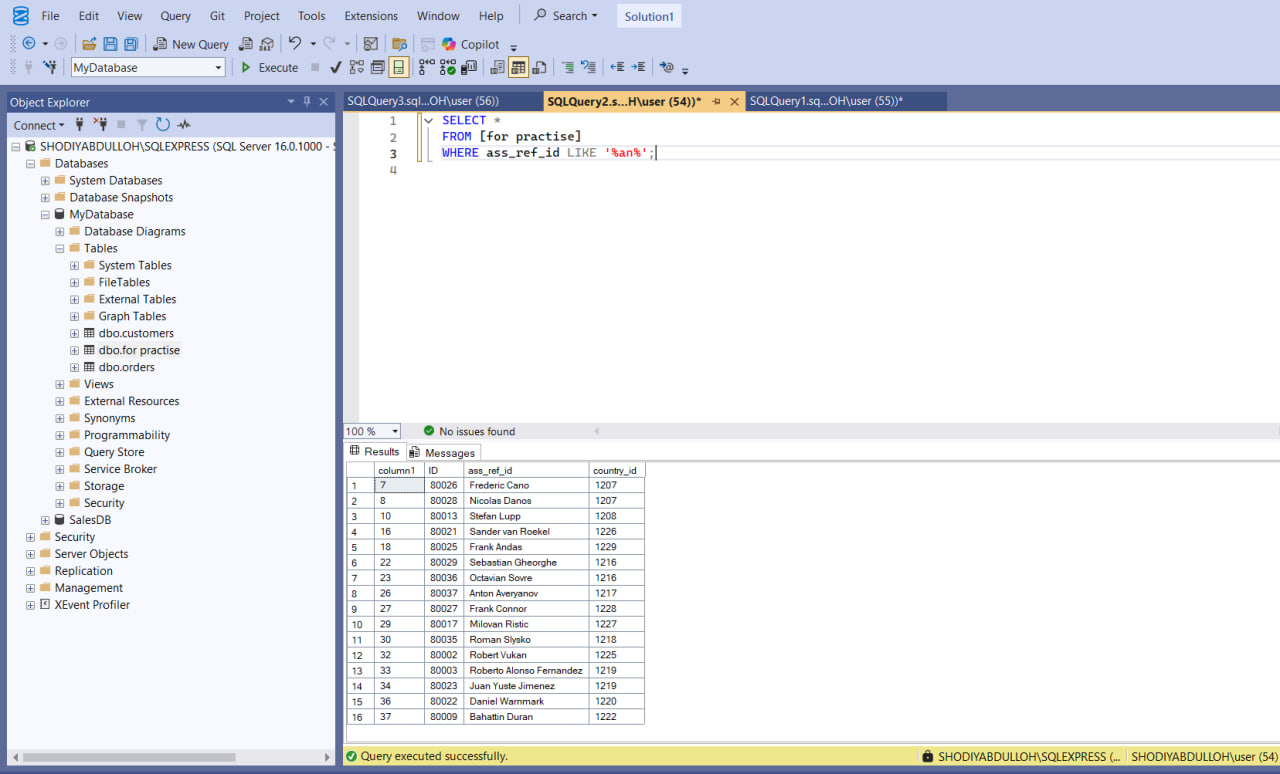 File Edit View Query Git Project Tools Extensions Window Help Search Solution1
New Query Copilot
MyDatabase Execute
Object Explorer
Connect
SHODIYABDULLOH\SQLEXPRESS (SQL Server 16.0.1000 - S
Databases
System Databases
Database Snapshots
MyDatabase
Database Diagrams
Tables
System Tables
FileTables
External Tables
Graph Tables
dbo.customers
dbo.for practise
dbo.orders
Views
External Resources
Synonyms
Programmability
Query Store
Service Broker
Storage
Security
SalesDB
Security
Server Objects
Replication
Management
XEvent Profiler
SQLQuery3.sql...OH\user (56)) SQLQuery2.s...H\user (54))* SQLQuery1.sq...OH\user (55))*
1 SELECT *
2 FROM [for practise]
3 WHERE ass_ref_id LIKE '%an%';
4
100 % No issues found
Results Messages
column1 ID ass_ref_id country_id
1 7 80026 Frederic Cano 1207
2 8 80028 Nicolas Danos 1207
3 10 80013 Stefan Lupp 1208
4 16 80021 Sander van Roekel 1226
5 18 80025 Frank Andas 1229
6 22 80029 Sebastian Gheorghe 1216
7 23 80036 Octavian Sovre 1216
8 26 80037 Anton Averyanov 1217
9 27 80027 Frank Connor 1228
10 29 80017 Milovan Ristic 1227
11 30 80035 Roman Slysko 1218
12 32 80002 Robert Vukan 1225
13 33 80003 Roberto Alonso Fernandez 1219
14 34 80023 Juan Yuste Jimenez 1219
15 36 80022 Daniel Warnmark 1220
16 37 80009 Bahattin Duran 1222
Query executed successfully. SHODIYABDULLOH\SQLEXPRESS (... SHODIYABDULLOH\user (54)